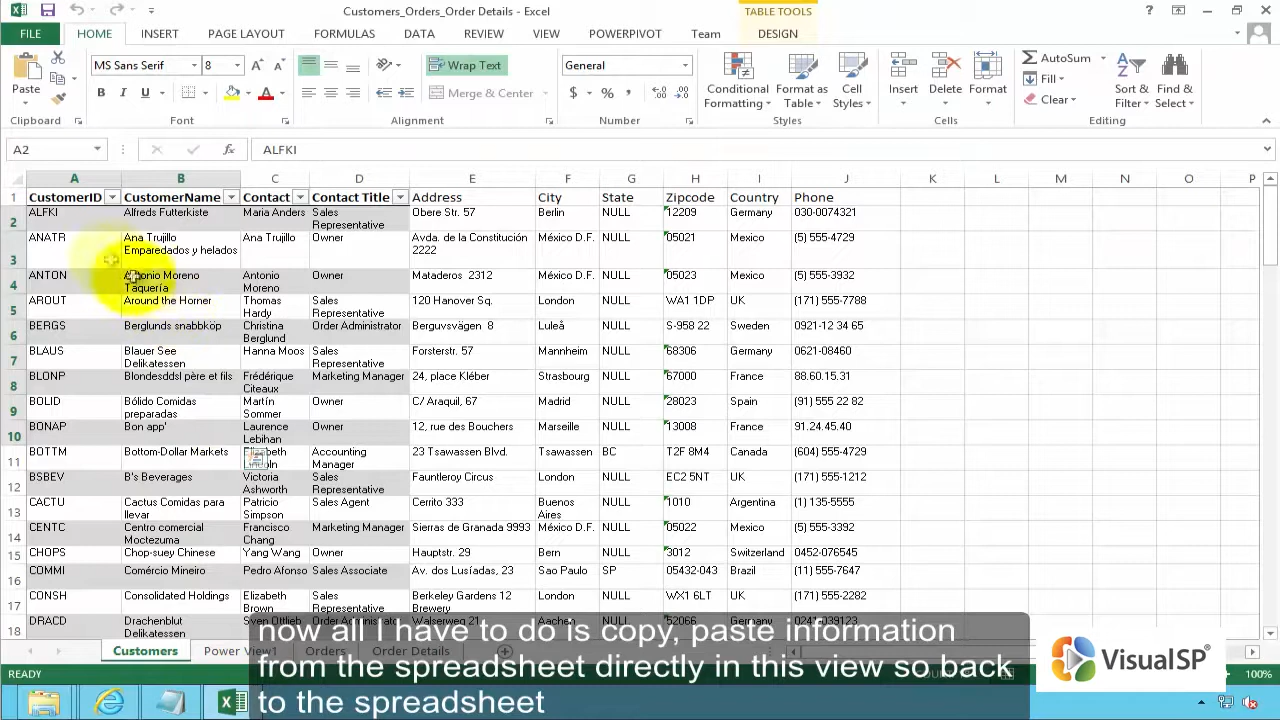 Customers_Orders_Order Details - Excel
TABLE TOOLS
FILE HOME INSERT PAGE LAYOUT FORMULAS DATA REVIEW VIEW POWERPIVOT Team DESIGN
MS Sans Serif 8 Wrap Text General AutoSum
Paste Conditional Formatting Format as Table Cell Styles Insert Delete Format Fill Sort & Filter Find & Select
B I U A Merge & Center $ % , Clear
Clipboard Font Alignment Number Styles Cells Editing
A2 fx ALFKI
A B C D E F G H I J K L M N O P
1 CustomerID CustomerName Contact Contact Title Address City State Zipcode Country Phone
2 ALFKI Alfreds Futterkiste Maria Anders Sales Representative Obere Str. 57 Berlin NULL 12209 Germany 030-0074321
3 ANATR Ana Trujillo Emparedados y helados Ana Trujillo Owner Avda. de la Constitución 2222 México D.F. NULL 05021 Mexico (5) 555-4729
4 ANTON Antonio Moreno Taquería Antonio Moreno Owner Mataderos 2312 México D.F. NULL 05023 Mexico (5) 555-3932
5 AROUT Around the Horner Thomas Hardy Sales Representative 120 Hanover Sq. London NULL WA1 1DP UK (171) 555-7788
6 BERGS Berglunds snabbköp Christina Berglund Order Administrator Berguvsvägen 8 Luleå NULL S-958 22 Sweden 0921-12 34 65
7 BLAUS Blauer See Delikatessen Hanna Moos Sales Representative Forsterstr. 57 Mannheim NULL 68306 Germany 0621-08460
8 BLONP Blondesddsl père et fils Frédérique Citeaux Marketing Manager 24, place Kléber Strasbourg NULL 67000 France 88.60.15.31
9 BOLID Bólido Comidas preparadas Martín Sommer Owner C/ Araquil, 67 Madrid NULL 28023 Spain (91) 555 22 82
10 BONAP Bon app' Laurence Lebihan Owner 12, rue des Bouchers Marseille NULL 13008 France 91.24.45.40
11 BOTTM Bottom-Dollar Markets Accounting Manager 23 Tsawassen Blvd. Tsawassen BC T2F 8M4 Canada (604) 555-4729
12 BSBEV B's Beverages Victoria Ashworth Sales Representative Fauntleroy Circus London NULL EC2 5NT UK (171) 555-1212
13 CACTU Cactus Comidas para llevar Patricio Simpson Sales Agent Cerrito 333 Buenos Aires NULL 1010 Argentina (1) 135-5555
14 CENTC Centro comercial Moctezuma Francisco Chang Marketing Manager Sierras de Granada 9993 México D.F. NULL 05022 Mexico (5) 555-3392
15 CHOPS Chop-suey Chinese Yang Wang Owner Hauptstr. 29 Bern NULL 3012 Switzerland 0452-076545
16 COMMI Comércio Mineiro Pedro Afonso Sales Associate Av. dos Lusíadas, 23 Sao Paulo SP 05432-043 Brazil (11) 555-7647
17 CONSH Consolidated Holdings Elizabeth Brown Sales Representative Berkeley Gardens 12 Brewery London NULL WX1 6LT UK (171) 555-2282
18 DRACD Drachenblut Delikatessen Sven Ottlieb Order Walserweg 21 Aachen NULL 52066 Germany 0241-039123
Customers Power View1 Orders Order Details
READY 100%
now all I have to do is copy, paste information
from the spreadsheet directly in this view so back
to the spreadsheet
VisualSP®